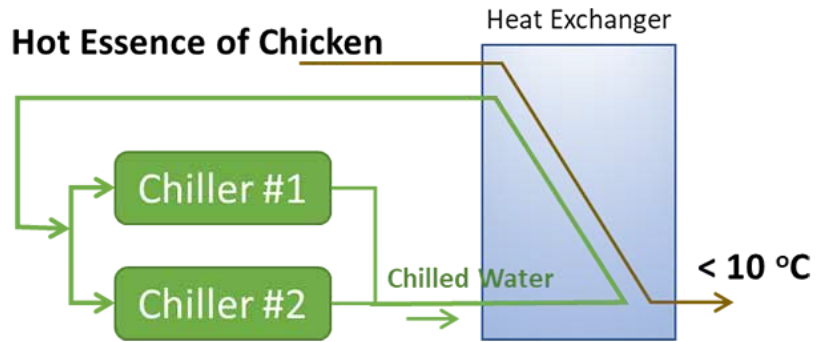 Heat Exchanger
Hot Essence of Chicken
Chiller #1
Chilled Water
< 10 °C
Chiller #2